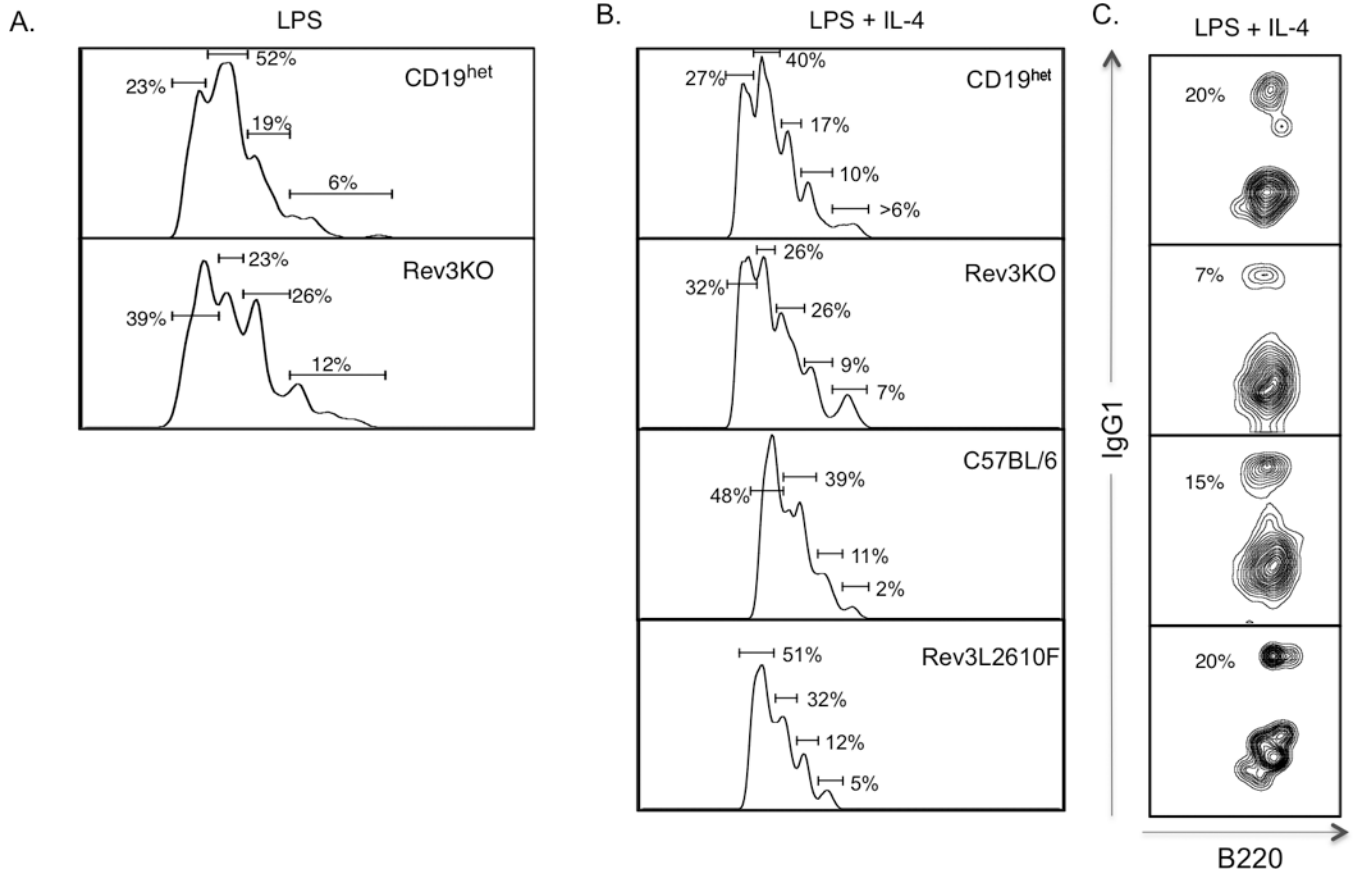 A.
LPS
CD19het
23%
52%
19%
6%
Rev3KO
39%
23%
26%
12%
B.
LPS + IL-4
CD19het
27%
40%
17%
10%
>6%
Rev3KO
32%
26%
26%
9%
7%
C57BL/6
48%
39%
11%
2%
Rev3L2610F
51%
32%
12%
5%
C.
LPS + IL-4
20%
7%
15%
20%
IgG1
B220